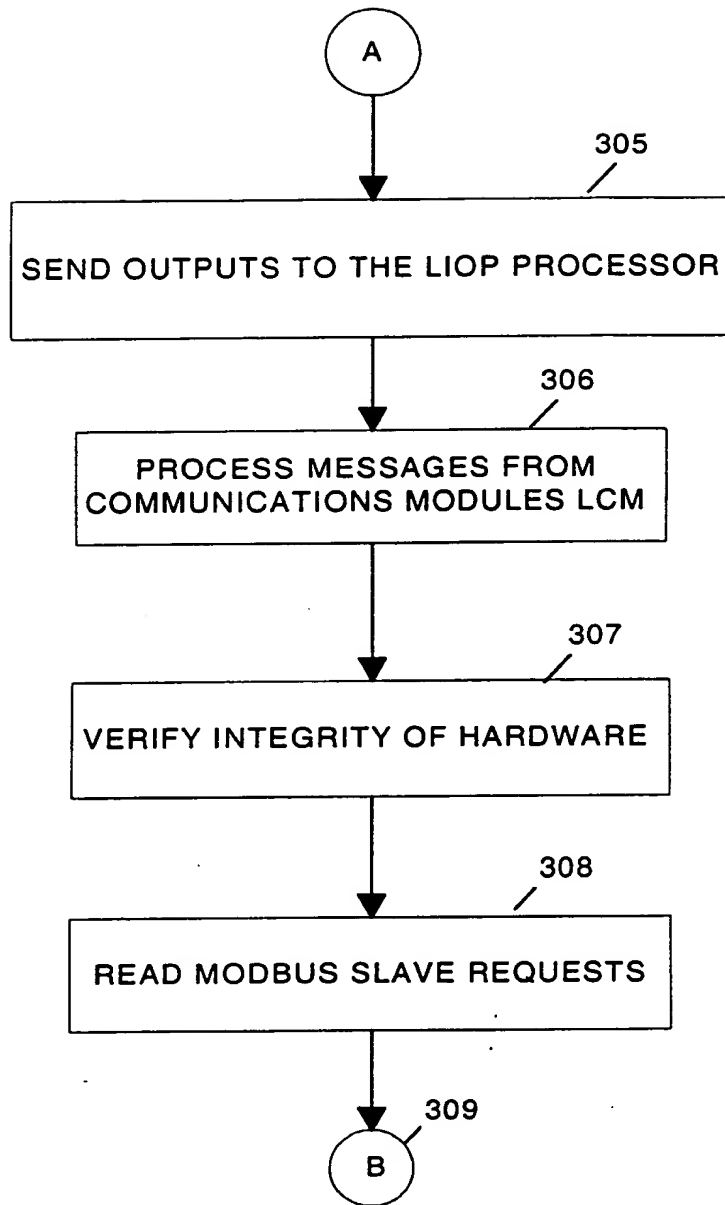 A
305
SEND OUTPUTS TO THE LIOP PROCESSOR
306
PROCESS MESSAGES FROM
COMMUNICATIONS MODULES LCM
307
VERIFY INTEGRITY OF HARDWARE
308
READ MODBUS SLAVE REQUESTS
309
B